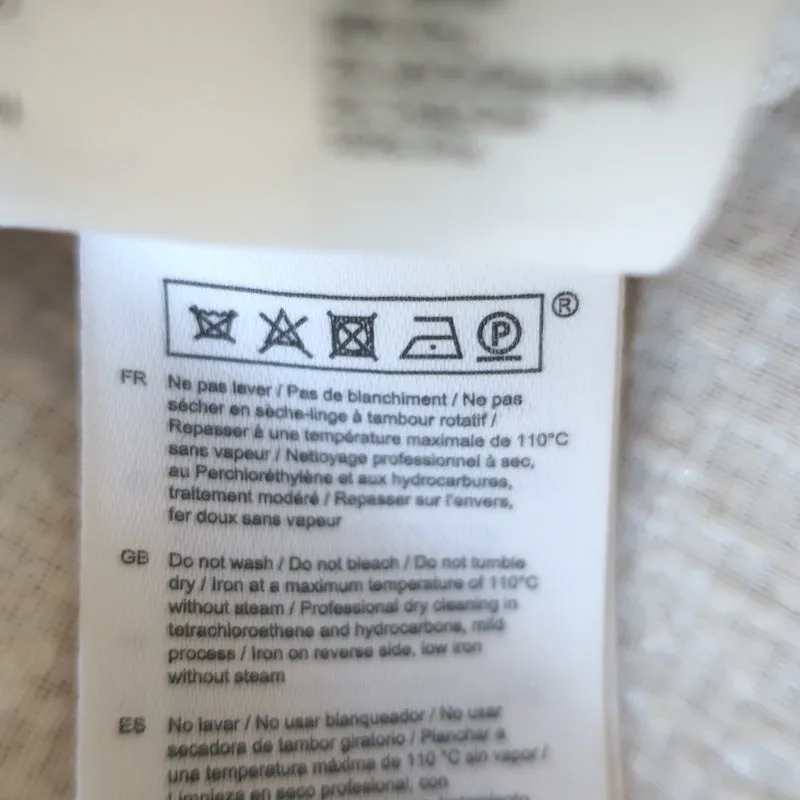 ®
P
FR Ne pas laver / Pas de blanchiment / Ne pas
sécher en sèche-linge à tambour rotatif /
Repasser à une température maximale de 110°C
sans vapeur / Nettoyage professionnel à sec,
au Perchloréthylène et aux hydrocarbures,
traitement modéré / Repasser sur l'envers,
fer doux sans vapeur
GB Do not wash / Do not bleach / Do not tumble
dry / Iron at a maximum temperature of 110°C
without steam / Professional dry cleaning in
tetrachloroethene and hydrocarbons, mild
process / Iron on reverse side, low iron
without steam
ES No lavar / No usar blanqueador / No usar
secadora de tambor giratorio / Planchar a
una temperatura máxima de 110 °C sin vapor /
Limpieza en seco profesional, con